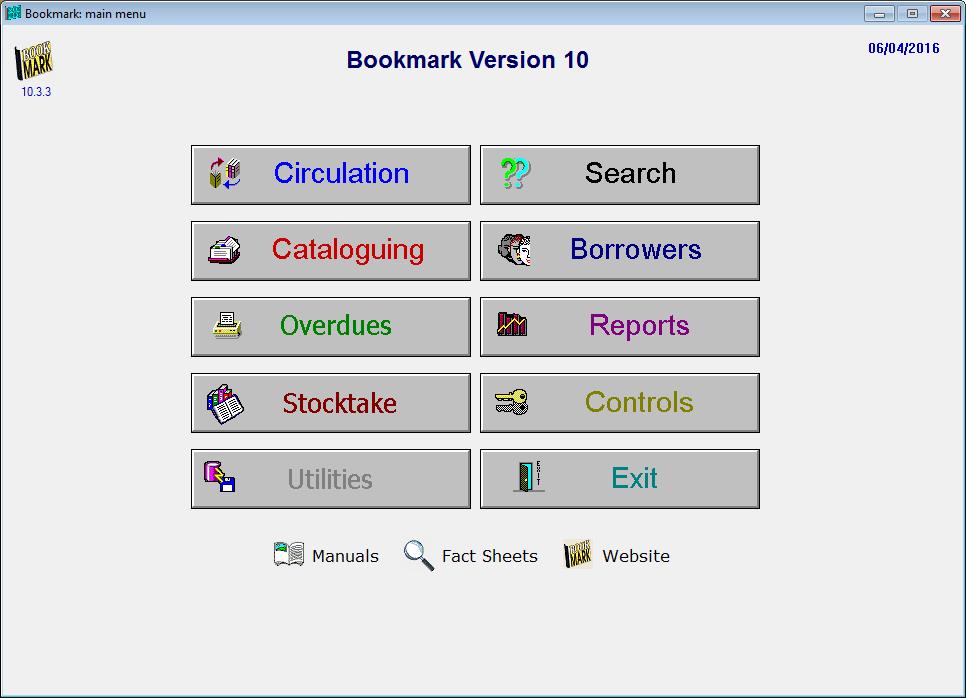 Bookmark: main menu
BOOK
MARK
10.3.3
Bookmark Version 10
06/04/2016
Circulation
Search
Cataloguing
Borrowers
Overdues
Reports
Stocktake
Controls
Utilities
EXIT
Exit
Manuals
Fact Sheets
BOOK
MARK
Website